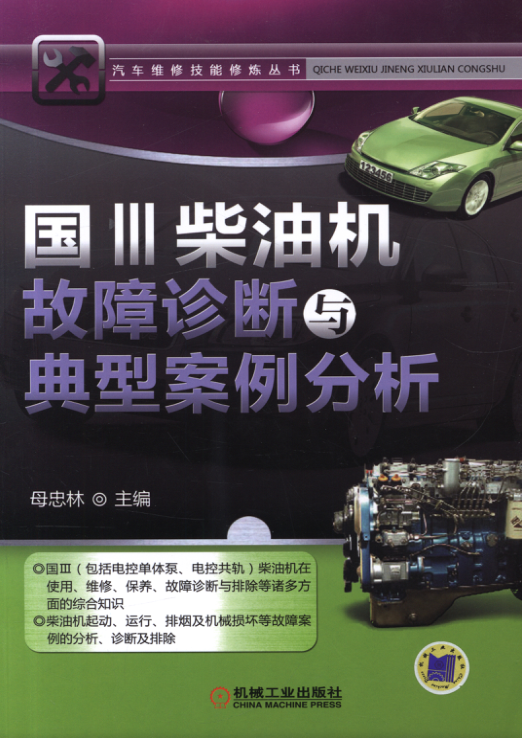 汽车维修技能修炼丛书 QICHE WEIXIU JINENG XIULIAN CONGSHU
123456
国Ⅲ柴油机
故障诊断与
典型案例分析
母忠林◎主编
◎国Ⅲ(包括电控单体泵、电控共轨)柴油机在
使用、维修、保养、故障诊断与排除等诸多方
面的综合知识
◎柴油机起动、运行、排烟及机械损坏等故障案
例的分析、诊断及排除
机械工业出版社
CHINA MACHINE PRESS